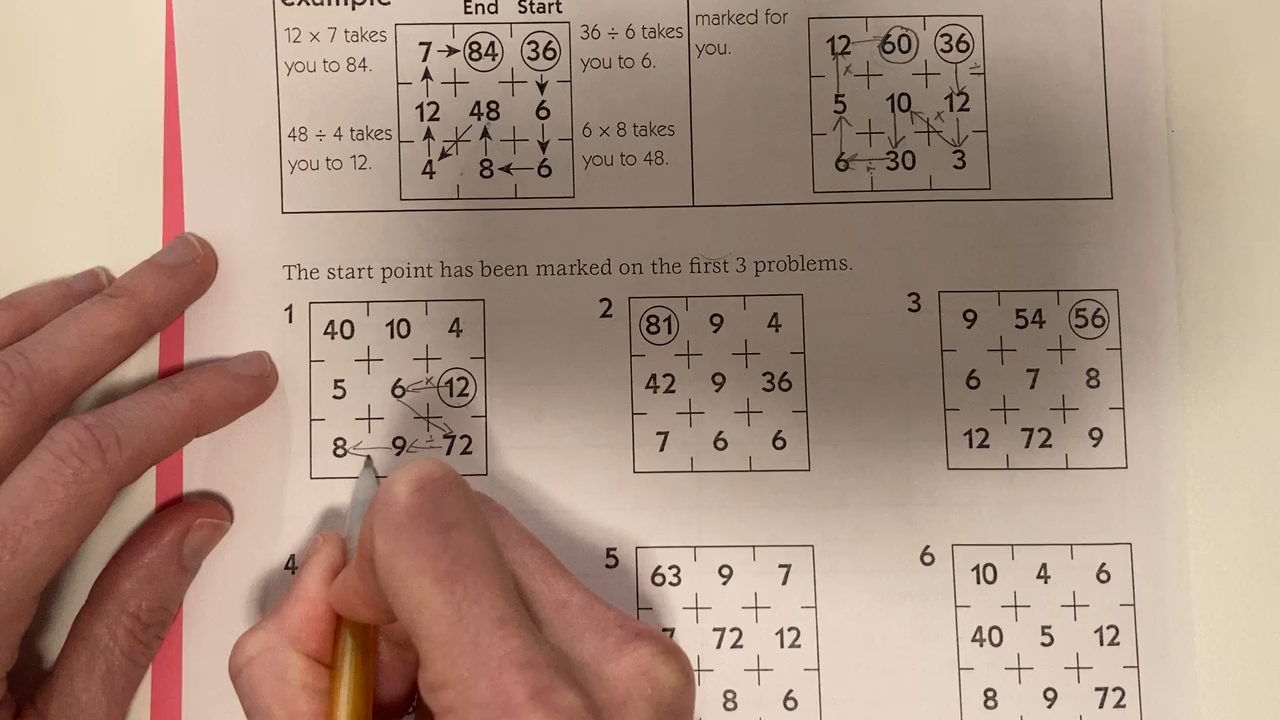 End Start
12 × 7 takes
you to 84.
48 ÷ 4 takes
you to 12.
7 84 36
12 48 6
4 8 6
36 ÷ 6 takes
you to 6.
6 × 8 takes
you to 48.
marked for
you.
12 60 36
÷
×
5 10 12
×
6 ÷ 30 3
The start point has been marked on the first 3 problems.
1
40 10 4
5 6 × 12
8 9 ÷ 72
2
81 9 4
42 9 36
7 6 6
3
9 54 56
6 7 8
12 72 9
4
5
63 9 7
72 12
8 6
6
10 4 6
40 5 12
8 9 72